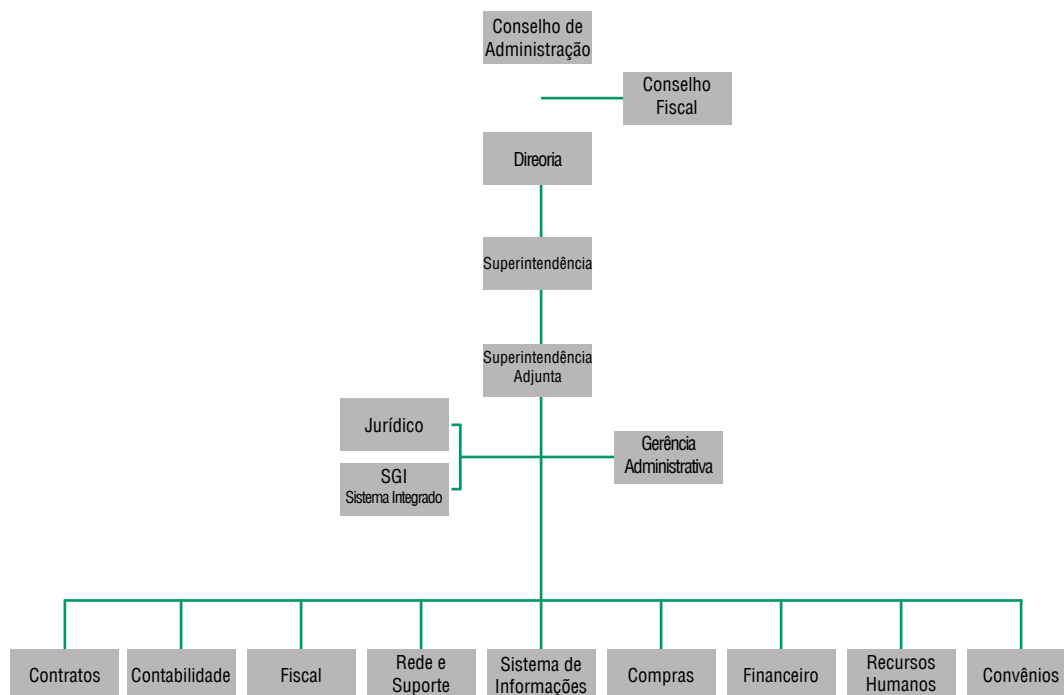 Conselho de
Administração
Conselho
Fiscal
Direoria
Superintendência
Superintendência
Adjunta
Jurídico
Gerência
Administrativa
SGI
Sistema Integrado
Contratos
Contabilidade
Fiscal
Rede e
Suporte
Sistema de
Informações
Compras
Financeiro
Recursos
Humanos
Convênios